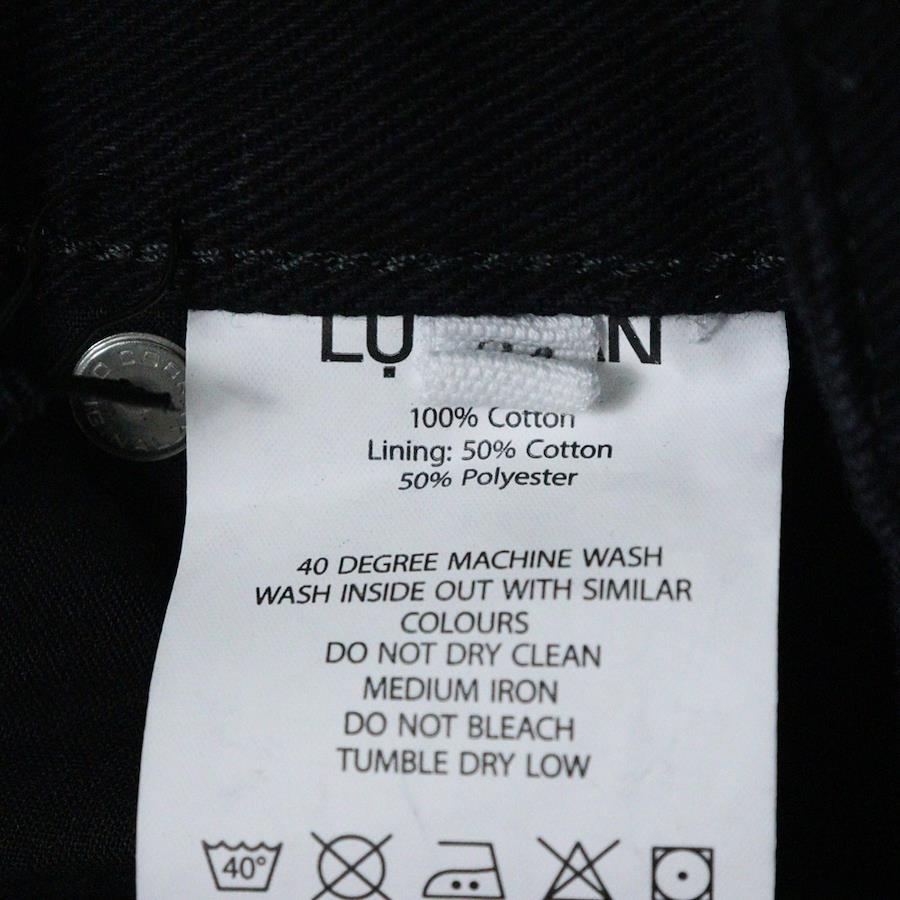 100% Cotton
Lining: 50% Cotton
50% Polyester
40 DEGREE MACHINE WASH
WASH INSIDE OUT WITH SIMILAR
COLOURS
DO NOT DRY CLEAN
MEDIUM IRON
DO NOT BLEACH
TUMBLE DRY LOW
40°